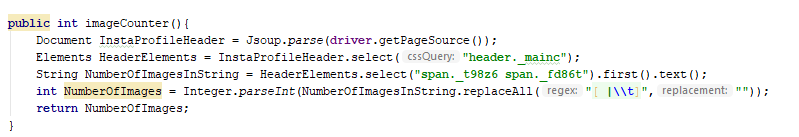 public int imageCounter(){
Document InstaProfileHeader = Jsoup.parse(driver.getPageSource());
Elements HeaderElements = InstaProfileHeader.select( cssQuery: "header._mainc");
String NumberOfImagesInString = HeaderElements.select("span._t98z6 span._fd86t").first().text();
int NumberOfImages = Integer.parseInt(NumberOfImagesInString.replaceAll( regex: "[ |\\t]", replacement: ""));
return NumberOfImages;
}